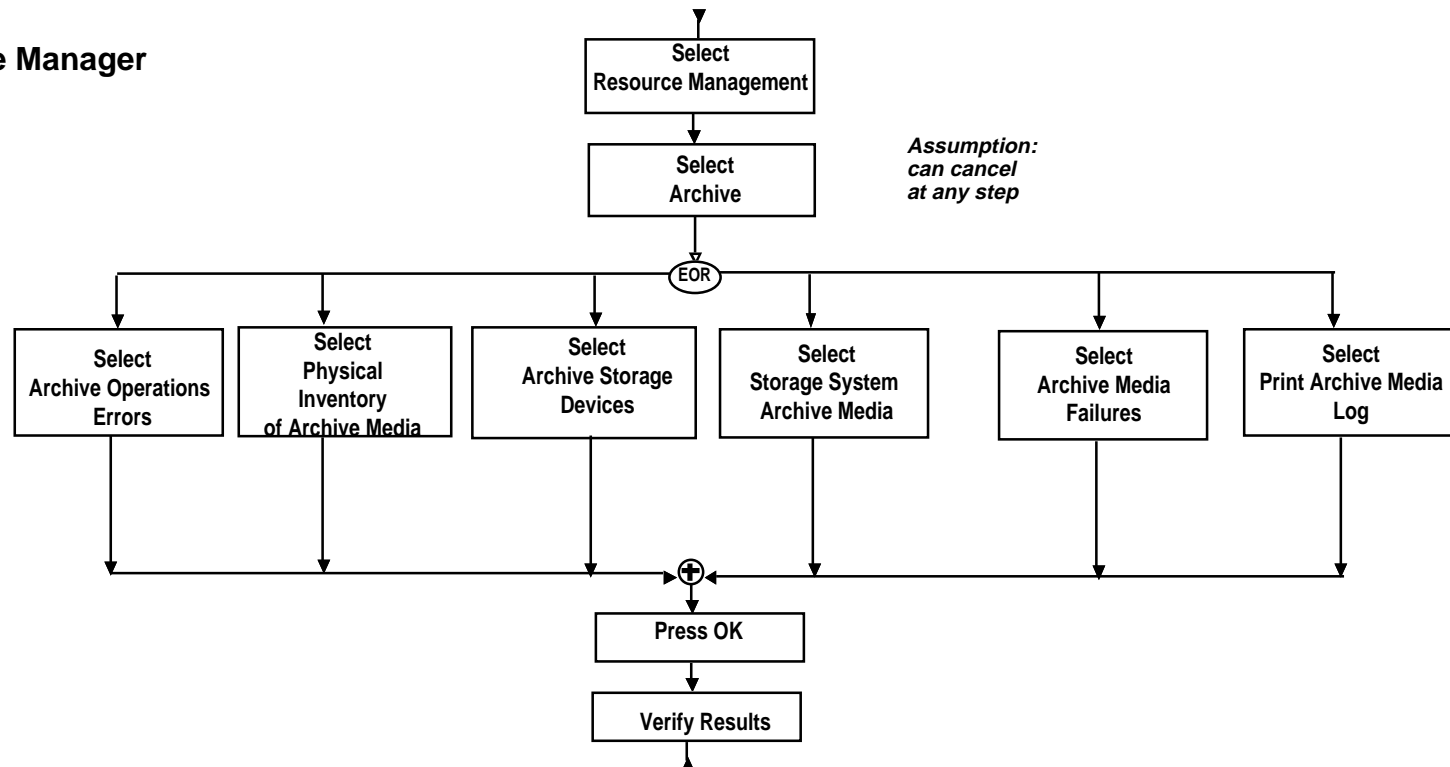 e Manager
Select
Resource Management
Select
Archive
Assumption:
can cancel
at any step
EOR
Select
Archive Operations
Errors
Select
Physical
Inventory
of Archive Media
Select
Archive Storage
Devices
Select
Storage System
Archive Media
Select
Archive Media
Failures
Select
Print Archive Media
Log
Press OK
Verify Results